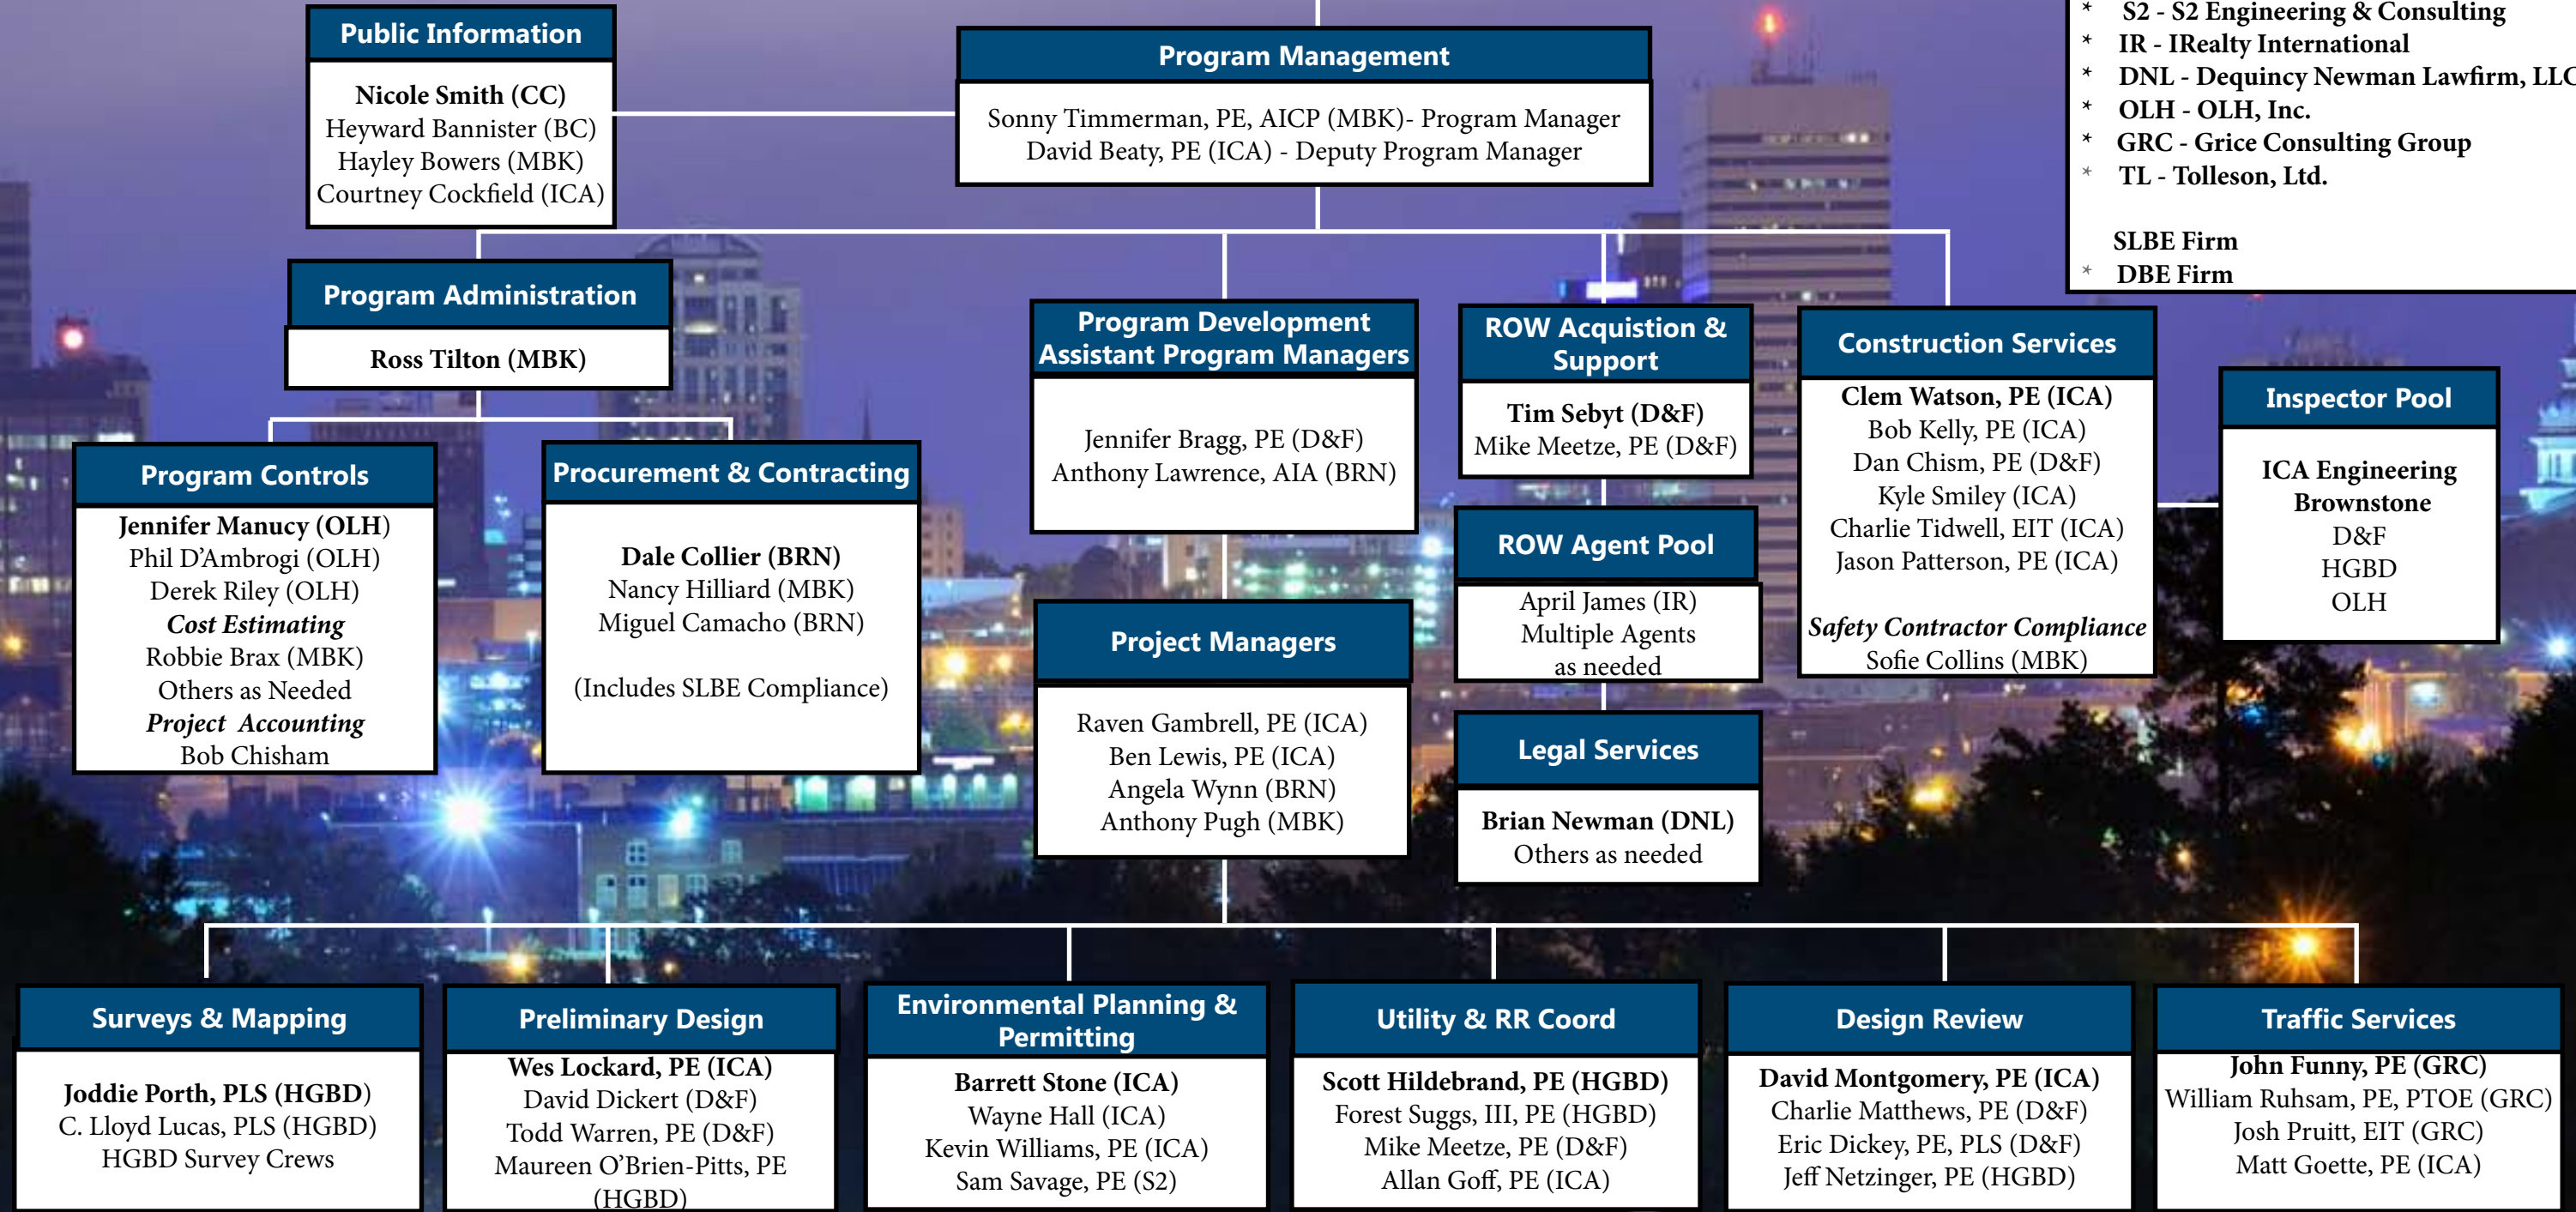 Public Information
Nicole Smith (CC)
Heyward Bannister (BC)
Hayley Bowers (MBK)
Courtney Cockfield (ICA)
Program Management
Sonny Timmerman, PE, AICP (MBK)- Program Manager
David Beaty, PE (ICA) - Deputy Program Manager
* S2 - S2 Engineering & Consulting
* IR - IRealty International
* DNL - Dequincy Newman Lawfirm, LLC
* OLH - OLH, Inc.
* GRC - Grice Consulting Group
* TL - Tolleson, Ltd.
SLBE Firm
* DBE Firm
Program Administration
Ross Tilton (MBK)
Program Controls
Jennifer Manucy (OLH)
Phil D'Ambrogi (OLH)
Derek Riley (OLH)
Cost Estimating
Robbie Brax (MBK)
Others as Needed
Project Accounting
Bob Chisham
Procurement & Contracting
Dale Collier (BRN)
Nancy Hilliard (MBK)
Miguel Camacho (BRN)
(Includes SLBE Compliance)
Program Development
Assistant Program Managers
Jennifer Bragg, PE (D&F)
Anthony Lawrence, AIA (BRN)
Project Managers
Raven Gambrell, PE (ICA)
Ben Lewis, PE (ICA)
Angela Wynn (BRN)
Anthony Pugh (MBK)
ROW Acquistion &
Support
Tim Sebyt (D&F)
Mike Meetze, PE (D&F)
ROW Agent Pool
April James (IR)
Multiple Agents
as needed
Legal Services
Brian Newman (DNL)
Others as needed
Construction Services
Clem Watson, PE (ICA)
Bob Kelly, PE (ICA)
Dan Chism, PE (D&F)
Kyle Smiley (ICA)
Charlie Tidwell, EIT (ICA)
Jason Patterson, PE (ICA)
Safety Contractor Compliance
Sofie Collins (MBK)
Inspector Pool
ICA Engineering
Brownstone
D&F
HGBD
OLH
Surveys & Mapping
Joddie Porth, PLS (HGBD)
C. Lloyd Lucas, PLS (HGBD)
HGBD Survey Crews
Preliminary Design
Wes Lockard, PE (ICA)
David Dickert (D&F)
Todd Warren, PE (D&F)
Maureen O'Brien-Pitts, PE
(HGBD)
Environmental Planning &
Permitting
Barrett Stone (ICA)
Wayne Hall (ICA)
Kevin Williams, PE (ICA)
Sam Savage, PE (S2)
Utility & RR Coord
Scott Hildebrand, PE (HGBD)
Forest Suggs, III, PE (HGBD)
Mike Meetze, PE (D&F)
Allan Goff, PE (ICA)
Design Review
David Montgomery, PE (ICA)
Charlie Matthews, PE (D&F)
Eric Dickey, PE, PLS (D&F)
Jeff Netzinger, PE (HGBD)
Traffic Services
John Funny, PE (GRC)
William Ruhsam, PE, PTOE (GRC)
Josh Pruitt, EIT (GRC)
Matt Goette, PE (ICA)